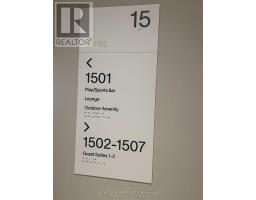 REALTOR®
15
1501
Play/Sports Bar
Lounge
Outdoor Amenity
1502-1507
Guest Suites 1-2